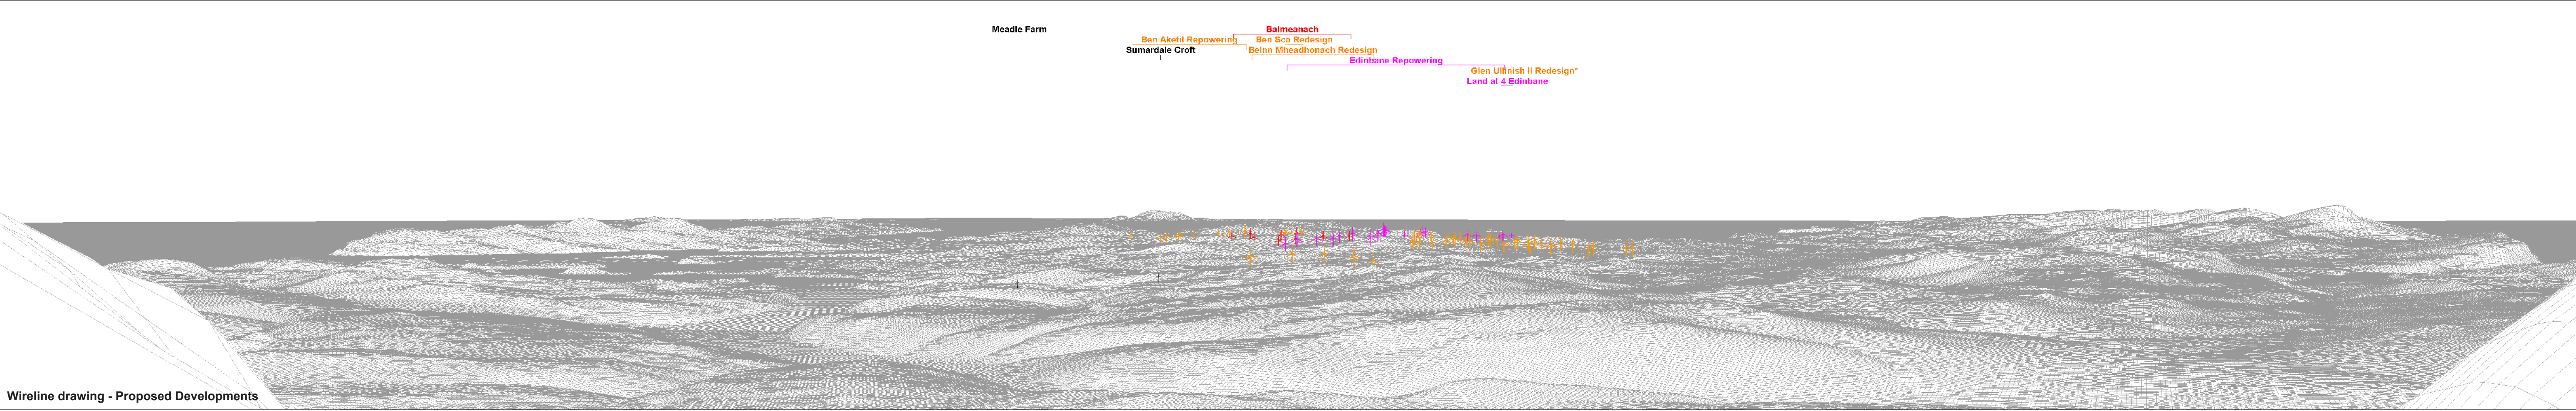 Meadle Farm
Balmeanach
Ben Aketil Repowering
Ben Sca Redesign
Sumardale Croft
Beinn Mheadhonach Redesign
Edinbane Repowering
Glen Ullinish II Redesign*
Land at 4 Edinbane
Wireline drawing - Proposed Developments